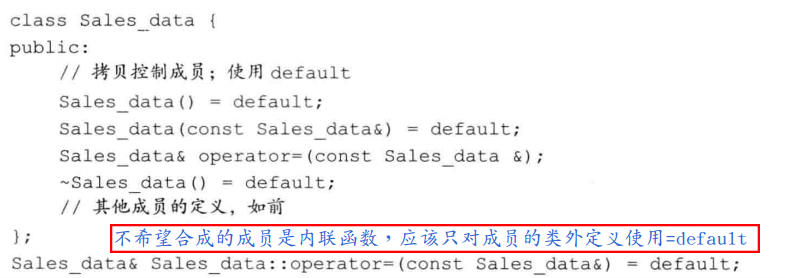 class Sales_data {
public:
// 拷贝控制成员；使用 default
Sales_data() = default;
Sales_data(const Sales_data&) = default;
Sales_data& operator=(const Sales_data &);
~Sales_data() = default;
// 其他成员的定义，如前
};
不希望合成的成员是内联函数，应该只对成员的类外定义使用=default
Sales_data& Sales_data::operator=(const Sales_data&) = default;